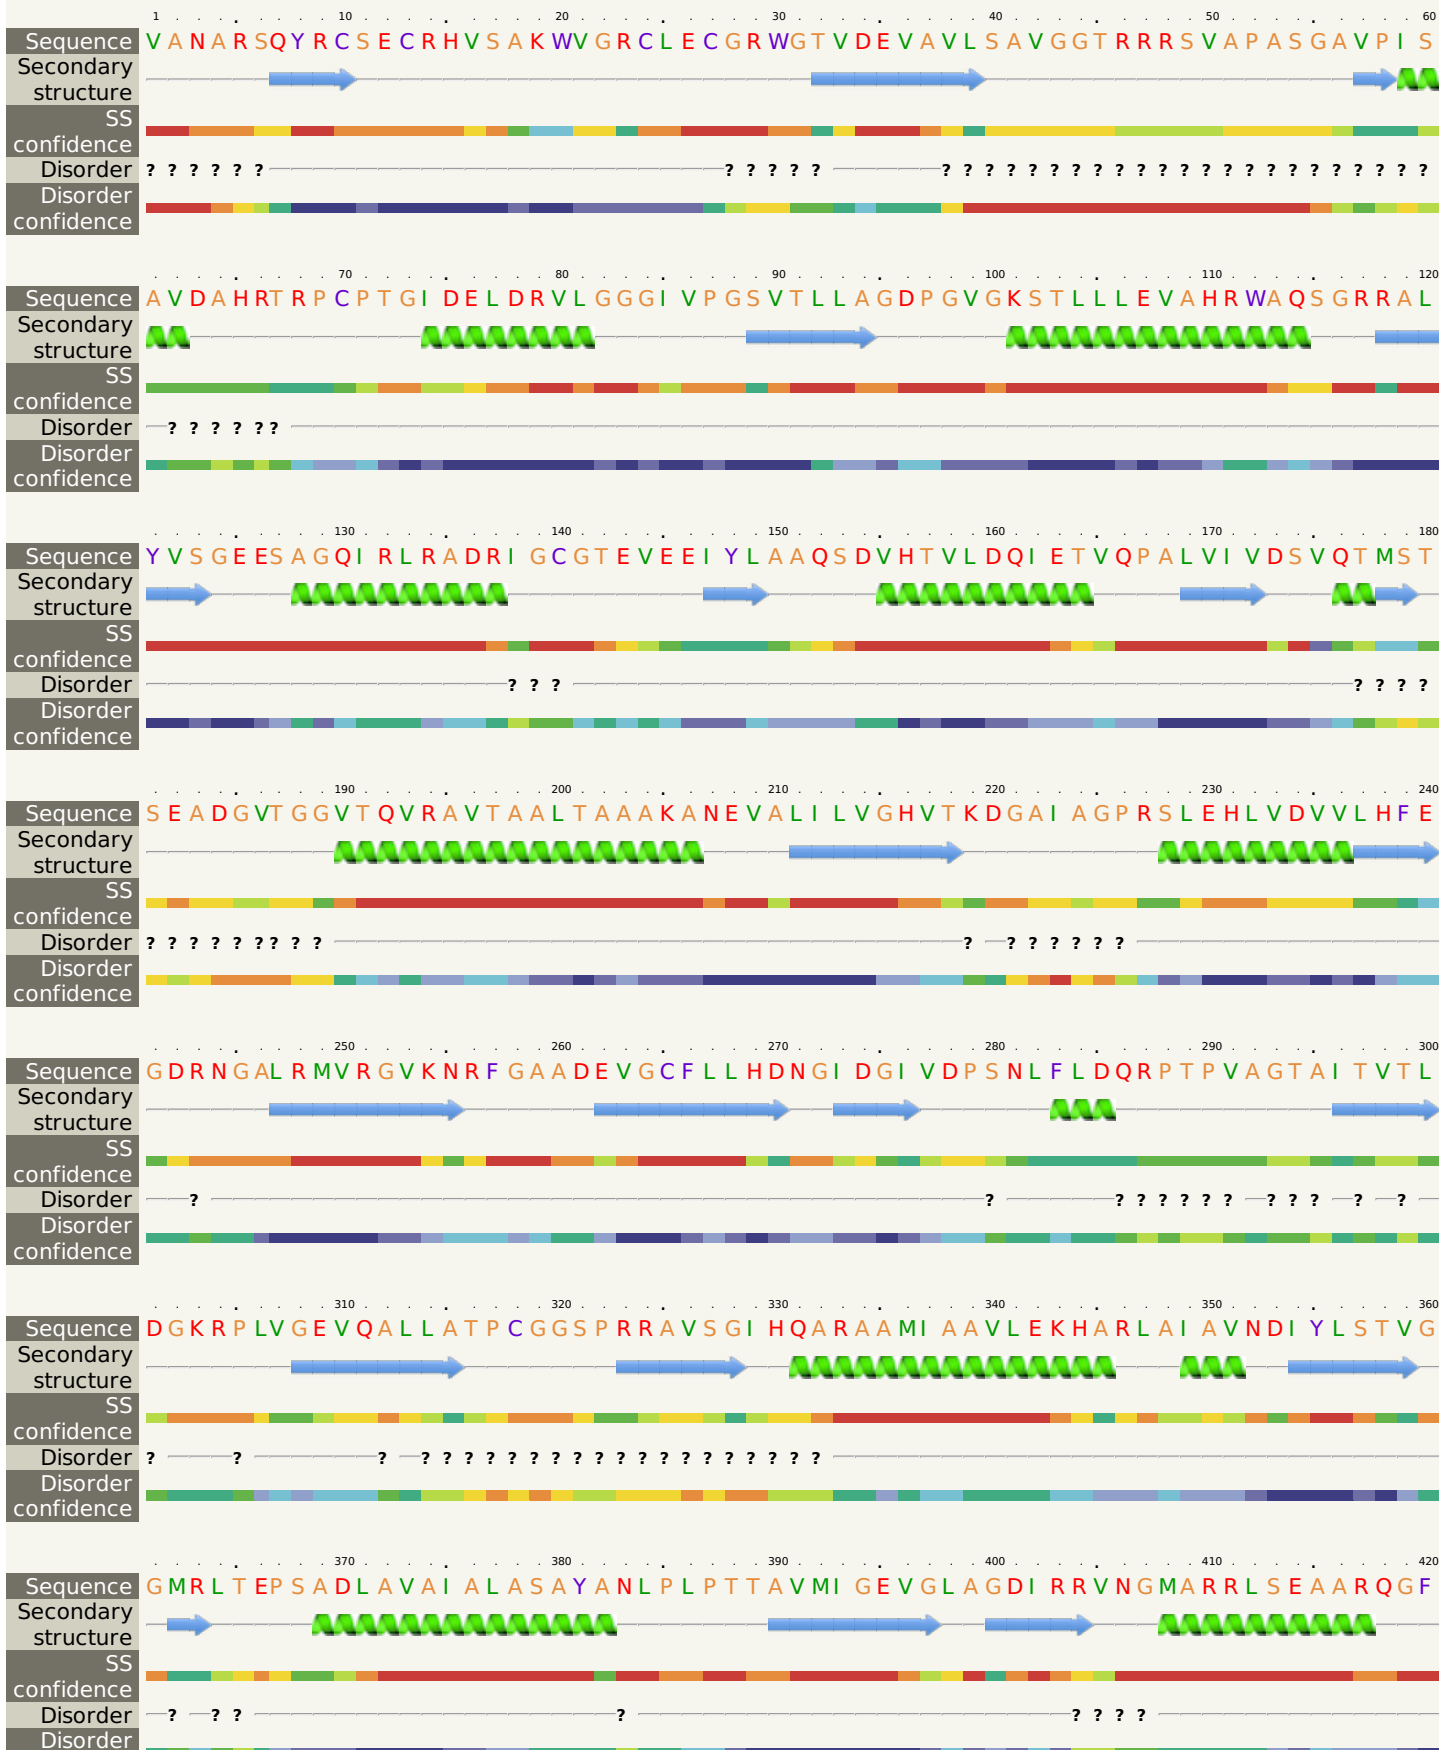 1 . . . . . . . . 10 . . . . . . . . . 20 . . . . . . . . . 30 . . . . . . . . . 40 . . . . . . . . . 50 . . . . . . . . . 60
Sequence V A N A R S Q Y R C S E C R H V S A K W V G R C L E C G R W G T V D E V A V L S A V G G T R R R S V A P A S G A V P I S
Secondary
structure
SS
confidence
Disorder ? ? ? ? ? ? ? ? ? ? ? ? ? ? ? ? ? ? ? ? ? ? ? ? ? ? ? ? ? ? ? ? ? ?
Disorder
confidence
. . . . . . . . . 70 . . . . . . . . . 80 . . . . . . . . . 90 . . . . . . . . . 100 . . . . . . . . . 110 . . . . . . . . . 120
Sequence A V D A H R T R P C P T G I D E L D R V L G G G I V P G S V T L L A G D P G V G K S T L L L E V A H R W A Q S G R R A L
Secondary
structure
SS
confidence
Disorder ? ? ? ? ? ?
Disorder
confidence
. . . . . . . . . 130 . . . . . . . . . 140 . . . . . . . . . 150 . . . . . . . . . 160 . . . . . . . . . 170 . . . . . . . . . 180
Sequence Y V S G E E S A G Q I R L R A D R I G C G T E V E E I Y L A A Q S D V H T V L D Q I E T V Q P A L V I V D S V Q T M S T
Secondary
structure
SS
confidence
Disorder ? ? ? ? ? ? ?
Disorder
confidence
. . . . . . . . . 190 . . . . . . . . . 200 . . . . . . . . . 210 . . . . . . . . . 220 . . . . . . . . . 230 . . . . . . . . . 240
Sequence S E A D G V T G G V T Q V R A V T A A L T A A A K A N E V A L I L V G H V T K D G A I A G P R S L E H L V D V V L H F E
Secondary
structure
SS
confidence
Disorder ? ? ? ? ? ? ? ? ? ? ? ? ? ? ? ?
Disorder
confidence
. . . . . . . . . 250 . . . . . . . . . 260 . . . . . . . . . 270 . . . . . . . . . 280 . . . . . . . . . 290 . . . . . . . . . 300
Sequence G D R N G A L R M V R G V K N R F G A A D E V G C F L L H D N G I D G I V D P S N L F L D Q R P T P V A G T A I T V T L
Secondary
structure
SS
confidence
Disorder ? ? ? ? ? ? ? ? ? ? ? ? ?
Disorder
confidence
. . . . . . . . . 310 . . . . . . . . . 320 . . . . . . . . . 330 . . . . . . . . . 340 . . . . . . . . . 350 . . . . . . . . . 360
Sequence D G K R P L V G E V Q A L L A T P C G G S P R R A V S G I H Q A R A A M I A A V L E K H A R L A I A V N D I Y L S T V G
Secondary
structure
SS
confidence
Disorder ? ? ? ? ? ? ? ? ? ? ? ? ? ? ? ? ? ? ? ? ? ?
Disorder
confidence
. . . . . . . . . 370 . . . . . . . . . 380 . . . . . . . . . 390 . . . . . . . . . 400 . . . . . . . . . 410 . . . . . . . . . 420
Sequence G M R L T E P S A D L A V A I A L A S A Y A N L P L P T T A V M I G E V G L A G D I R R V N G M A R R L S E A A R Q G F
Secondary
structure
SS
confidence
Disorder ? ? ? ? ? ? ? ?
Disorder